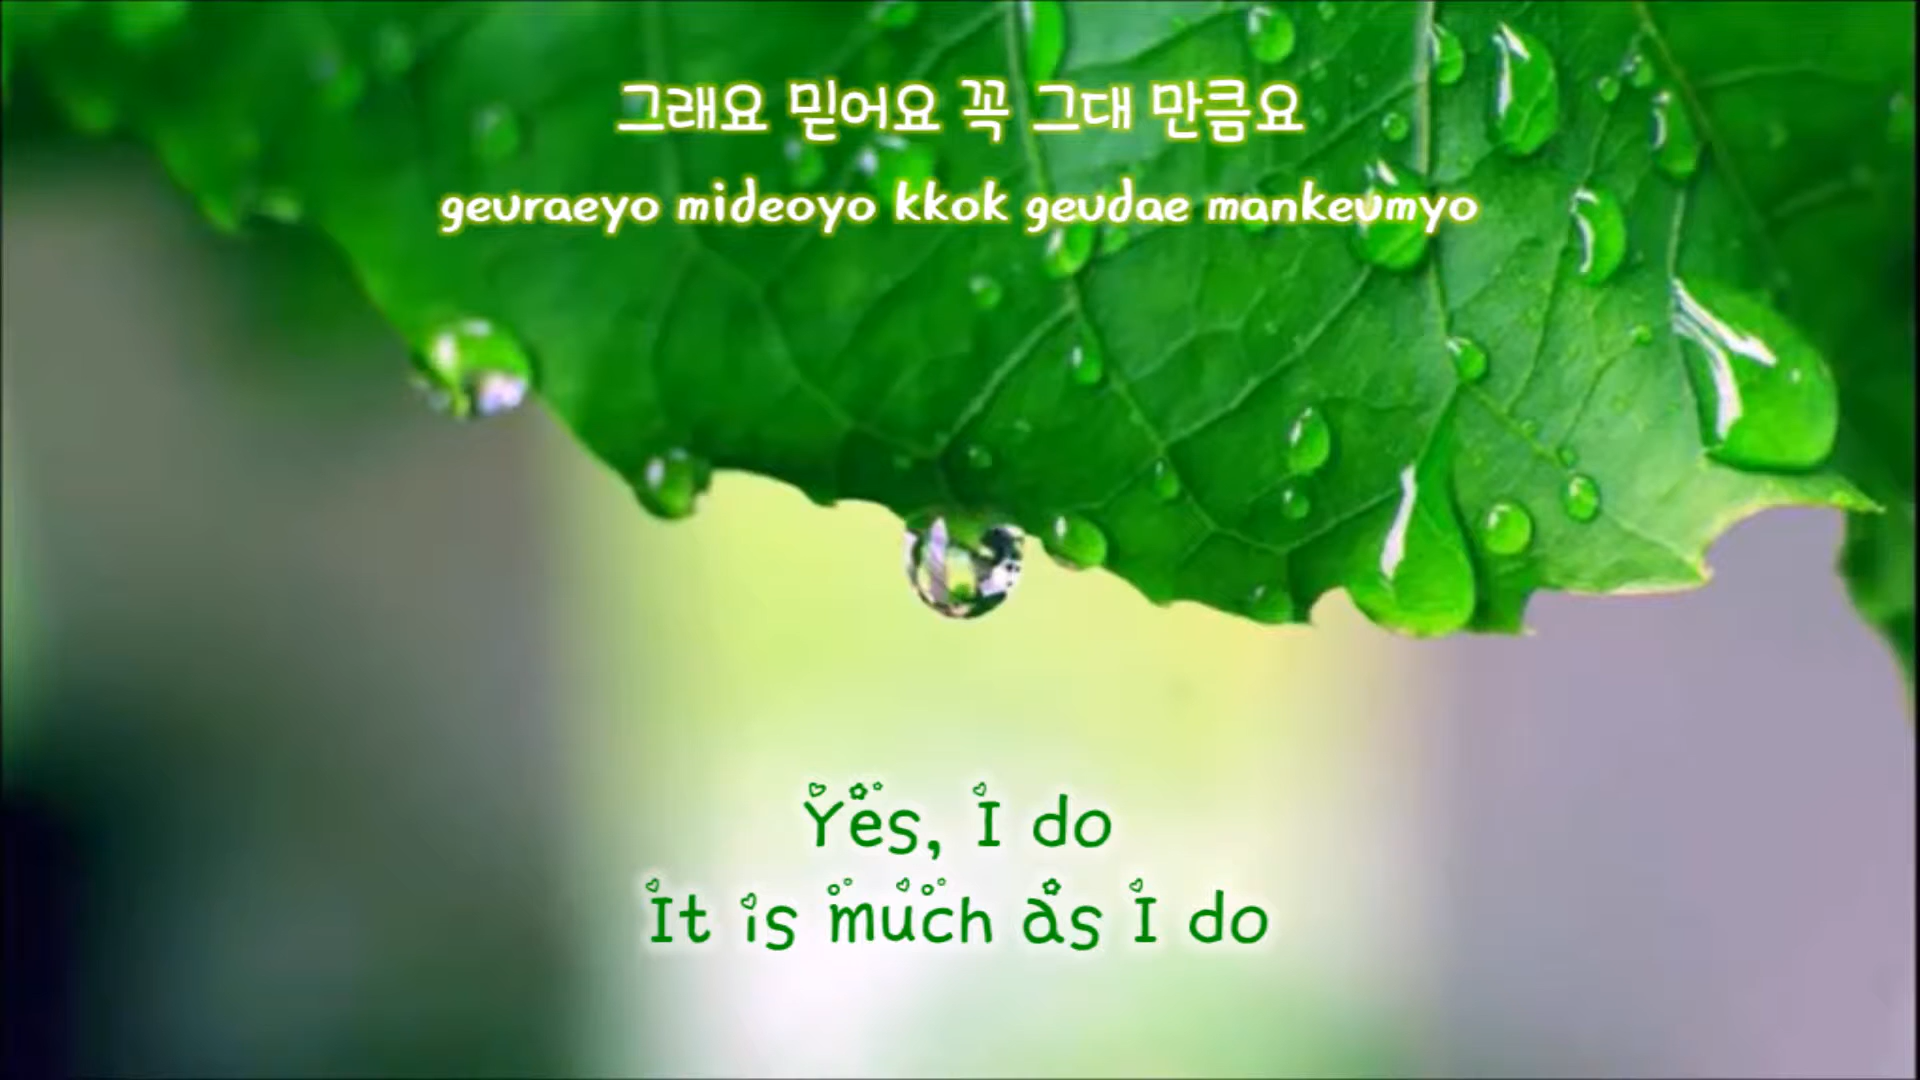 그래요 믿어요 꼭 그대 만큼요
geuraeyo mideoyo kkok geudae mankeumyo
Yes, I do
It is much as I do